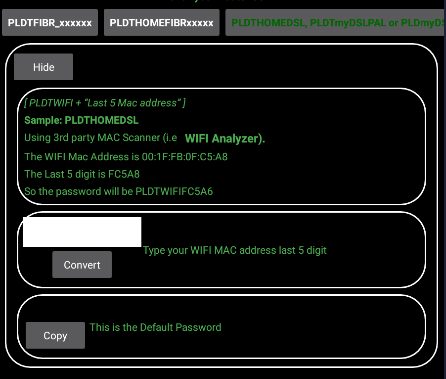 PLDTFIBR_xxxxxx PLDTHOMEFIBRxxxxx PLDTHOMEDSL, PLDTmyDSLPAL or PLDmyDS
Hide
[ PLDTWIFI + “Last 5 Mac address” ]
Sample: PLDTHOMEDSL
Using 3rd party MAC Scanner (i.e WIFI Analyzer).
The WIFI Mac Address is 00:1F:FB:0F:C5:A8
The Last 5 digit is FC5A8
So the password will be PLDTWIFIFC5A6
Type your WIFI MAC address last 5 digit
Convert
This is the Default Password
Copy